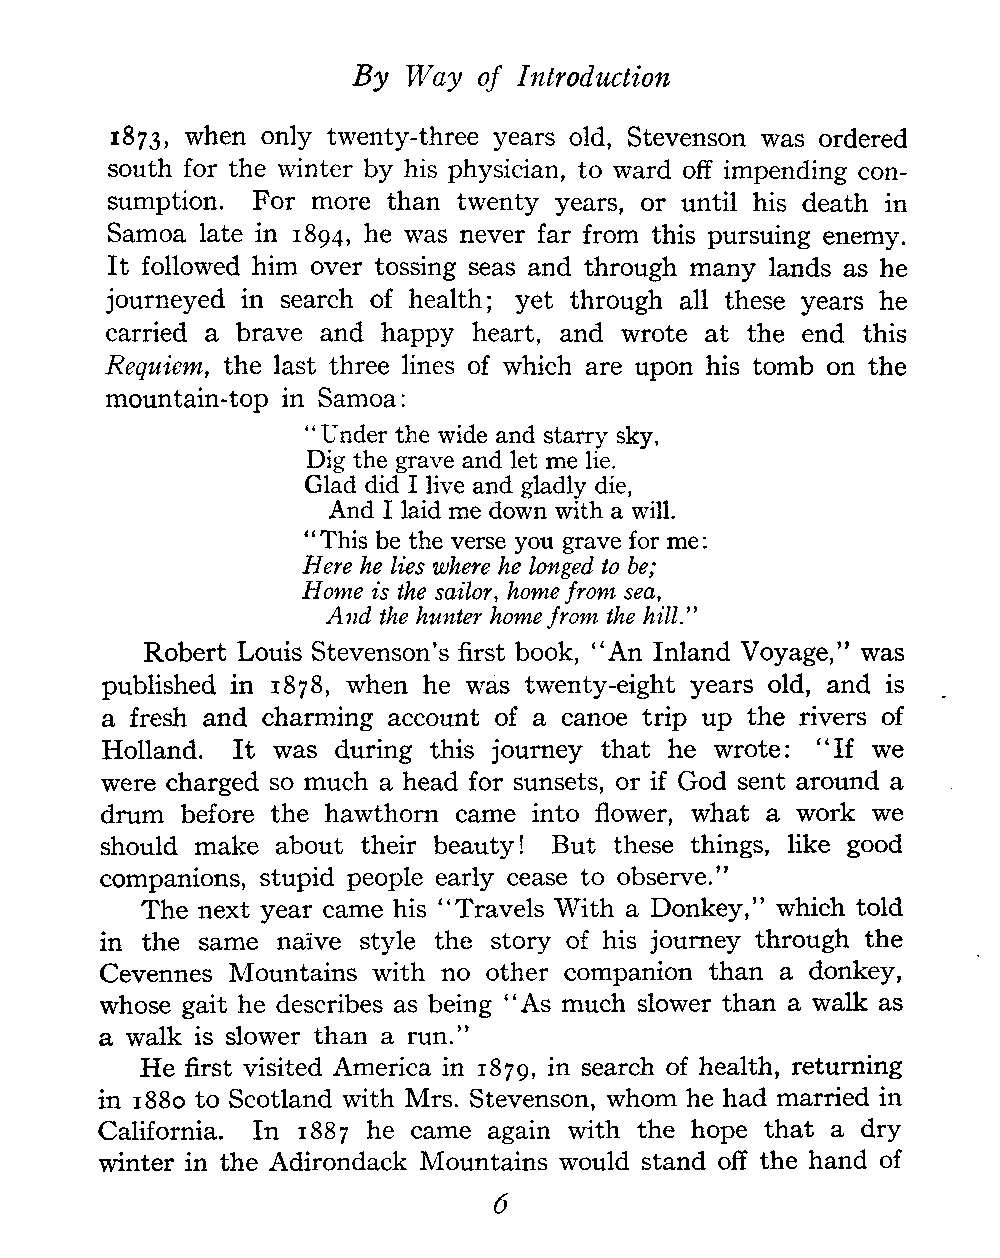 By Way of Introduction
1873, when only twenty-three years old, Stevenson was ordered
south for the winter by his physician, to ward off impending con-
sumption. For more than twenty years, or until his death in
Samoa late in 1894, he was never far from this pursuing enemy.
It followed him over tossing seas and through many lands as he
journeyed in search of health; yet through all these years he
carried a brave and happy heart, and wrote at the end this
Requiem, the last three lines of which are upon his tomb on the
mountain-top in Samoa:
"Under the wide and starry sky,
Dig the grave and let me lie.
Glad did I live and gladly die,
And I laid me down with a will.
"This be the verse you grave for me:
Here he lies where he longed to be;
Home is the sailor, home from sea,
And the hunter home from the hill."
Robert Louis Stevenson's first book, "An Inland Voyage," was
published in 1878, when he was twenty-eight years old, and is
a fresh and charming account of a canoe trip up the rivers of
Holland. It was during this journey that he wrote: "If we
were charged so much a head for sunsets, or if God sent around a
drum before the hawthorn came into flower, what a work we
should make about their beauty! But these things, like good
companions, stupid people early cease to observe."
The next year came his "Travels With a Donkey," which told
in the same naïve style the story of his journey through the
Cevennes Mountains with no other companion than a donkey,
whose gait he describes as being "As much slower than a walk as
a walk is slower than a run."
He first visited America in 1879, in search of health, returning
in 1880 to Scotland with Mrs. Stevenson, whom he had married in
California. In 1887 he came again with the hope that a dry
winter in the Adirondack Mountains would stand off the hand of
6